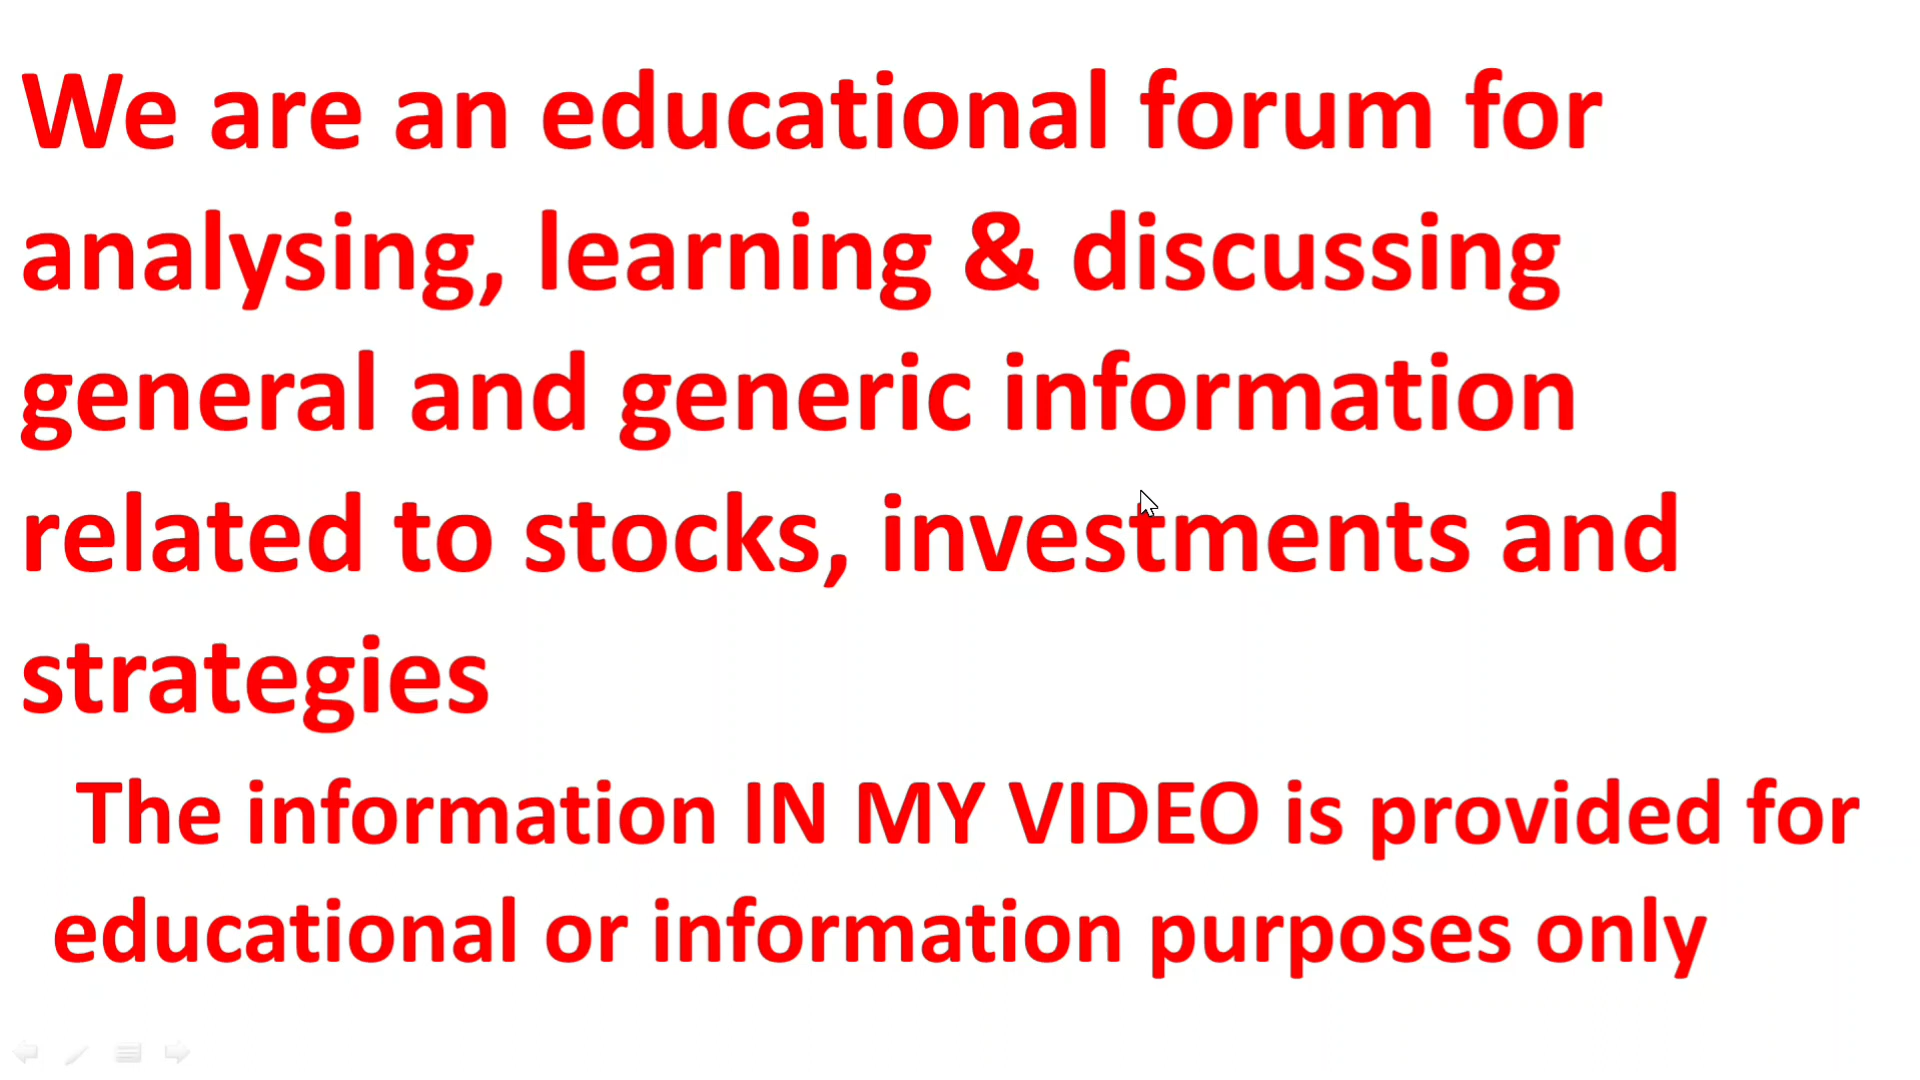 We are an educational forum for
analysing, learning & discussing
general and generic information
related to stocks, investments and
strategies
The information IN MY VIDEO is provided for
educational or information purposes only